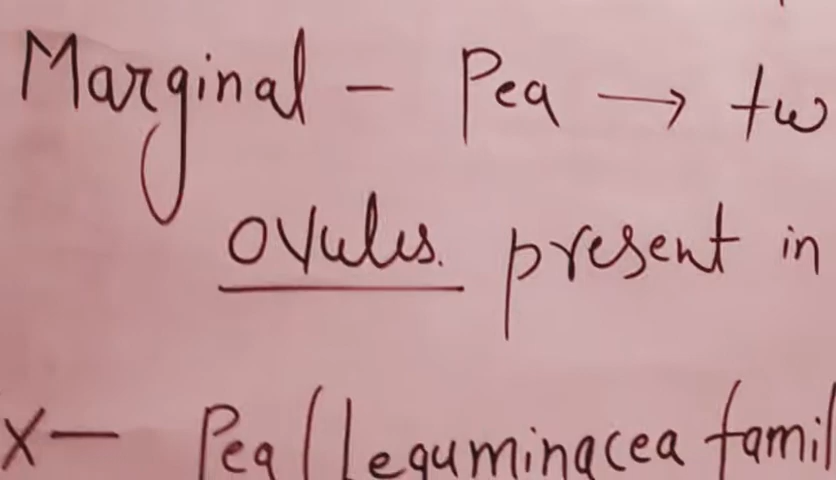 Marginal - Pea → tw
ovules. present in
x- Pea (Leguminacea famil